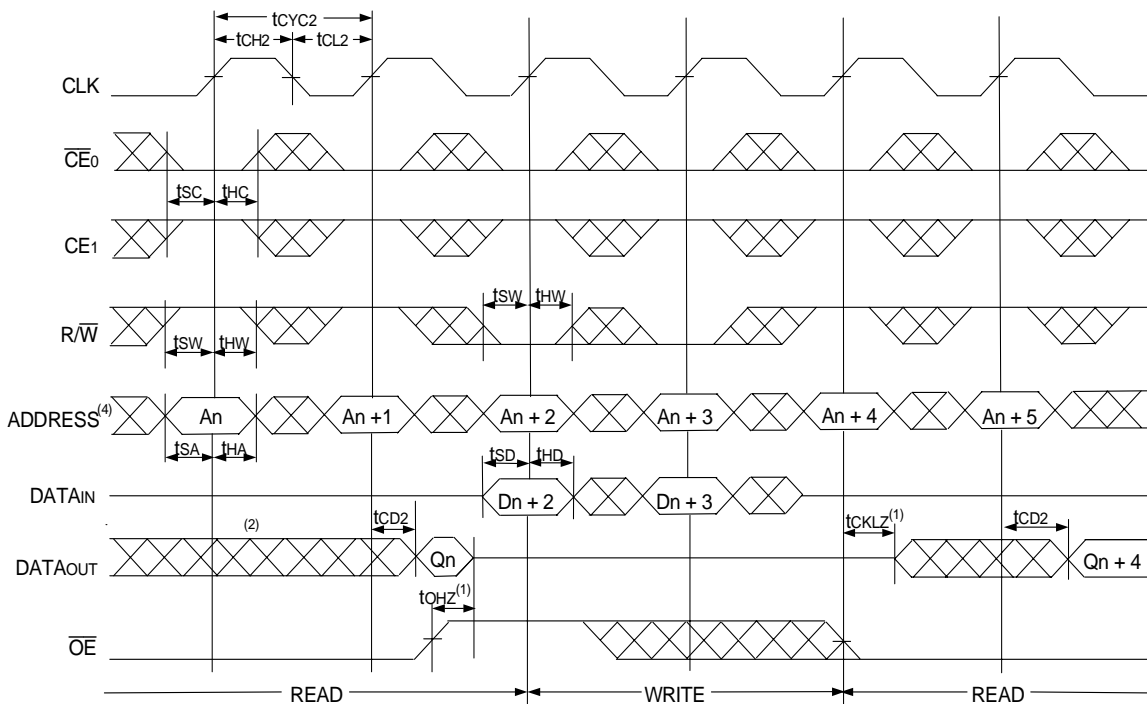 tCYC2
tCH2 tCL2
CLK
CE0
tSC tHC
CE1
tSW tHW
R/W
tSW tHW
ADDRESS(4) An An + 1 An + 2 An + 3 An + 4 An + 5
tSA tHA tSD tHD
DATAIN Dn + 2 Dn + 3
(2) tCD2 tCKLZ(1) tCD2
DATAOUT Qn Qn + 4
tOHZ(1)
OE
READ WRITE READ